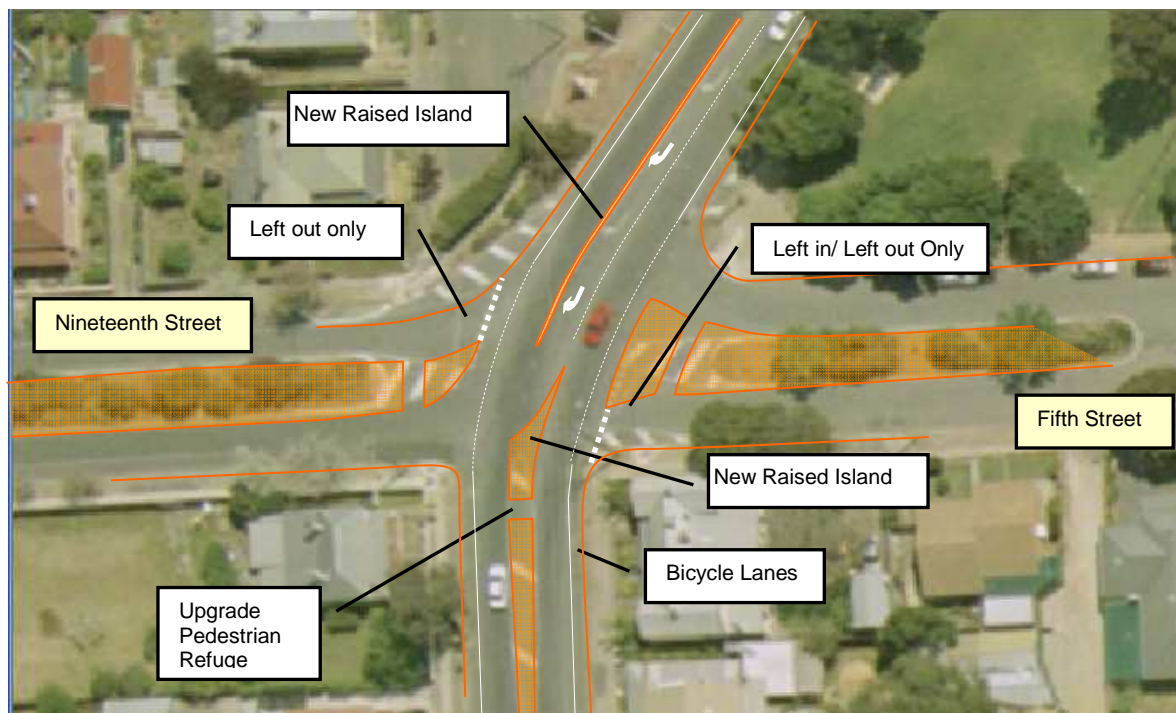 New Raised Island
Left out only
Left in/ Left out Only
Nineteenth Street
Fifth Street
New Raised Island
Bicycle Lanes
Upgrade
Pedestrian
Refuge